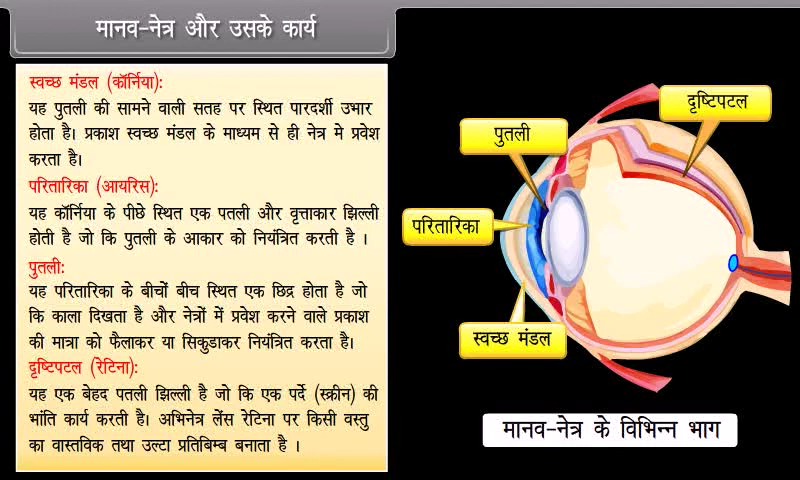 मानव-नेत्र और उसके कार्य
स्वच्छ मंडल (कॉर्निया):
यह पुतली की सामने वाली सतह पर स्थित पारदर्शी उभार
होता है। प्रकाश स्वच्छ मंडल के माध्यम से ही नेत्र मे प्रवेश
करता है।
परितारिका (आयरिस):
यह कॉर्निया के पीछे स्थित एक पतली और वृत्ताकार झिल्ली
होती है जो कि पुतली के आकार को नियंत्रित करती है ।
पुतली:
यह परितारिका के बीचों बीच स्थित एक छिद्र होता है जो
कि काला दिखता है और नेत्रों में प्रवेश करने वाले प्रकाश
की मात्रा को फैलाकर या सिकुडाकर नियंत्रित करता है।
दृष्टिपटल (रेटिना):
यह एक बेहद पतली झिल्ली है जो कि एक पर्दे (स्क्रीन) की
भांति कार्य करती है। अभिनेत्र लेंस रेटिना पर किसी वस्तु
का वास्तविक तथा उल्टा प्रतिबिम्ब बनाता है ।
दृष्टिपटल
पुतली
परितारिका
स्वच्छ मंडल
मानव-नेत्र के विभिन्न भाग